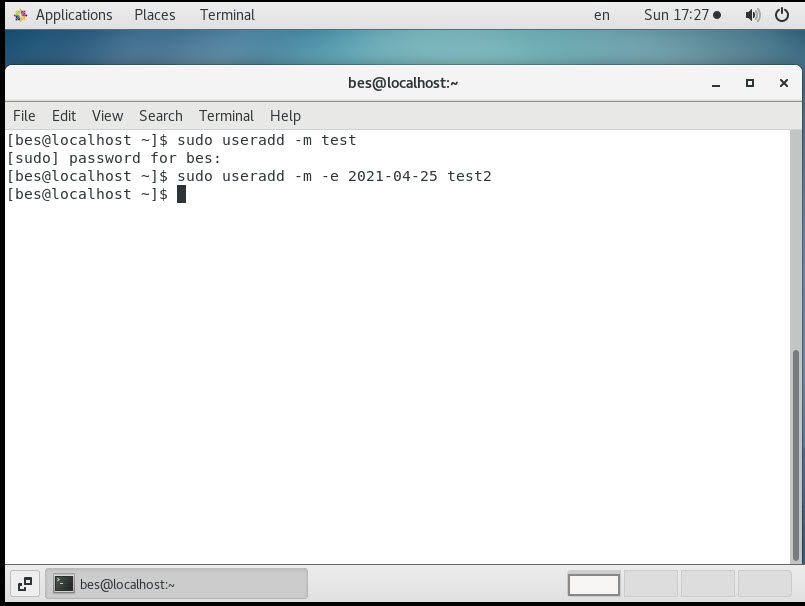 Applications Places Terminal en Sun 17:27
bes@localhost:~
File Edit View Search Terminal Help
[bes@localhost ~]$ sudo useradd -m test
[sudo] password for bes:
[bes@localhost ~]$ sudo useradd -m -e 2021-04-25 test2
[bes@localhost ~]$
bes@localhost:~